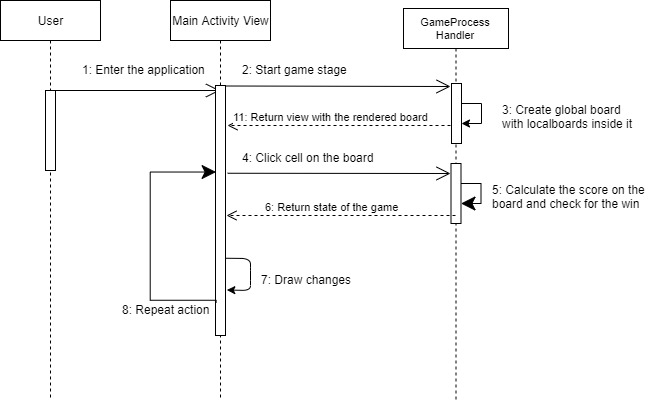 User
Main Activity View
GameProcess
Handler
1: Enter the application
2: Start game stage
3: Create global board
with localboards inside it
11: Return view with the rendered board
4: Click cell on the board
5: Calculate the score on the
board and check for the win
6: Return state of the game
7: Draw changes
8: Repeat action